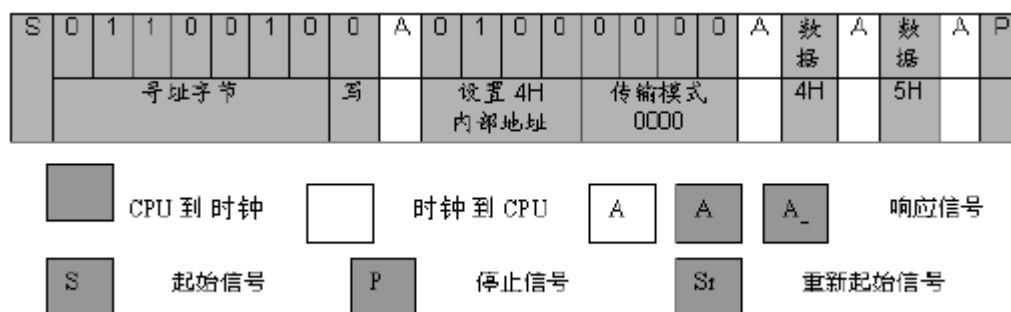 S 0 1 1 0 0 1 0 0 A 0 1 0 0 0 0 0 0 A 数据 A 数据 A P
寻址字节 写 设置 4H 内部地址 传输模式 0000 4H 5H
CPU 到 时钟 时钟 到 CPU A A A_ 响应信号
S 起始信号 P 停止信号 Sr 重新起始信号